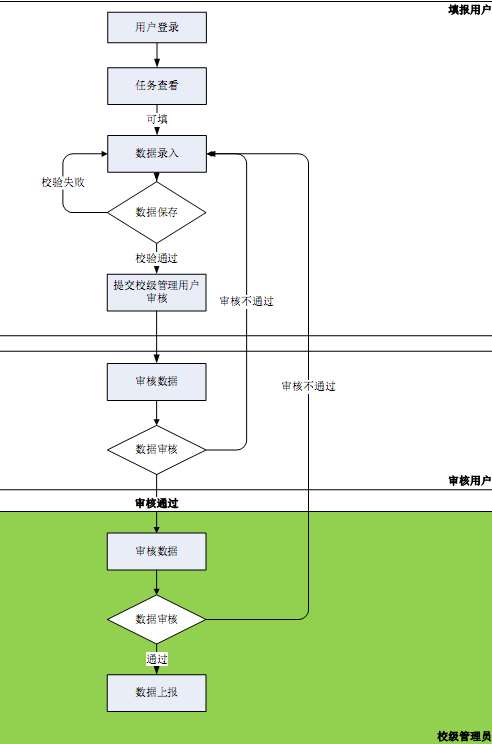 填报用户
用户登录
任务查看
可填
数据录入
校验失败
数据保存
校验通过
提交校级管理用户
审核
审核不通过
审核数据
审核不通过
数据审核
审核用户
审核通过
审核数据
数据审核
通过
数据上报
校级管理员